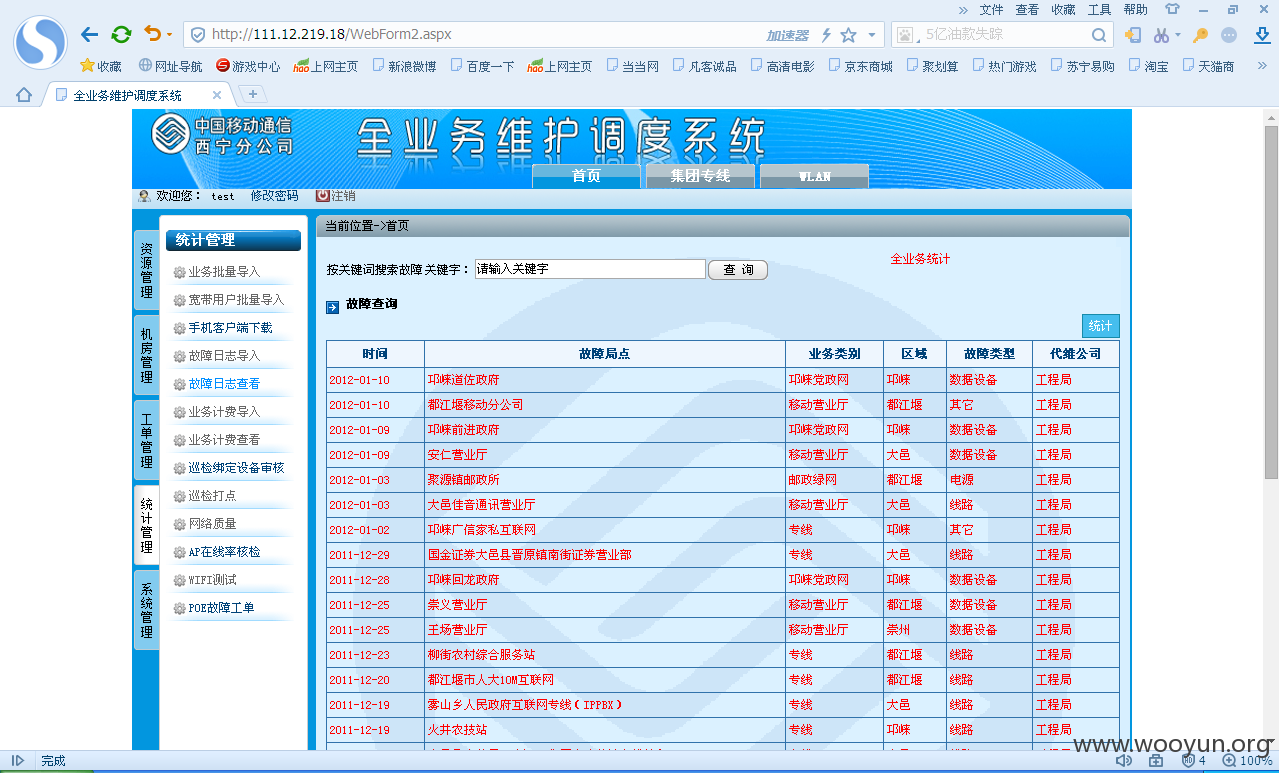 » 文件 查看 收藏 工具 帮助
http://111.12.219.18/WebForm2.aspx 加速器 5亿油款失踪
收藏 网址导航 游戏中心 hao上网主页 新浪微博 百度一下 hao上网主页 当当网 凡客诚品 高清电影 京东商城 聚划算 热门游戏 苏宁易购 淘宝 天猫商 »
全业务维护调度系统 × +
中国移动通信
西宁分公司
全业务维护调度系统
首页 集团专线 WLAN
欢迎您: test 修改密码 注销
资源管理
机房管理
工单管理
统计管理
系统管理
统计管理
业务批量导入
宽带用户批量导入
手机客户端下载
故障日志导入
故障日志查看
业务计费导入
业务计费查看
巡检绑定设备审核
巡检打点
网络质量
AP在线率核检
WIFI测试
POE故障工单
当前位置->首页
按关键词搜索故障 关键字: 请输入关键字 查 询
全业务统计
故障查询
统计
时间 故障局点 业务类别 区域 故障类型 代维公司
2012-01-10 邛崃道佐政府 邛崃党政网 邛崃 数据设备 工程局
2012-01-10 都江堰移动分公司 移动营业厅 都江堰 其它 工程局
2012-01-09 邛崃前进政府 邛崃党政网 邛崃 数据设备 工程局
2012-01-09 安仁营业厅 移动营业厅 大邑 数据设备 工程局
2012-01-03 聚源镇邮政所 邮政绿网 都江堰 电源 工程局
2012-01-03 大邑佳音通讯营业厅 移动营业厅 大邑 线路 工程局
2012-01-02 邛崃广信家私互联网 专线 邛崃 其它 工程局
2011-12-29 国金证券大邑县晋原镇南街证券营业部 专线 大邑 线路 工程局
2011-12-28 邛崃回龙政府 邛崃党政网 邛崃 数据设备 工程局
2011-12-25 崇义营业厅 移动营业厅 都江堰 数据设备 工程局
2011-12-25 王场营业厅 移动营业厅 崇州 数据设备 工程局
2011-12-23 柳街农村综合服务站 专线 都江堰 线路 工程局
2011-12-20 都江堰市人大10M互联网 专线 都江堰 线路 工程局
2011-12-19 雾山乡人民政府互联网专线(IPPBX) 专线 大邑 线路 工程局
2011-12-19 火井农技站 专线 邛崃 线路 工程局
www.wooyun.org
完成 4 100%